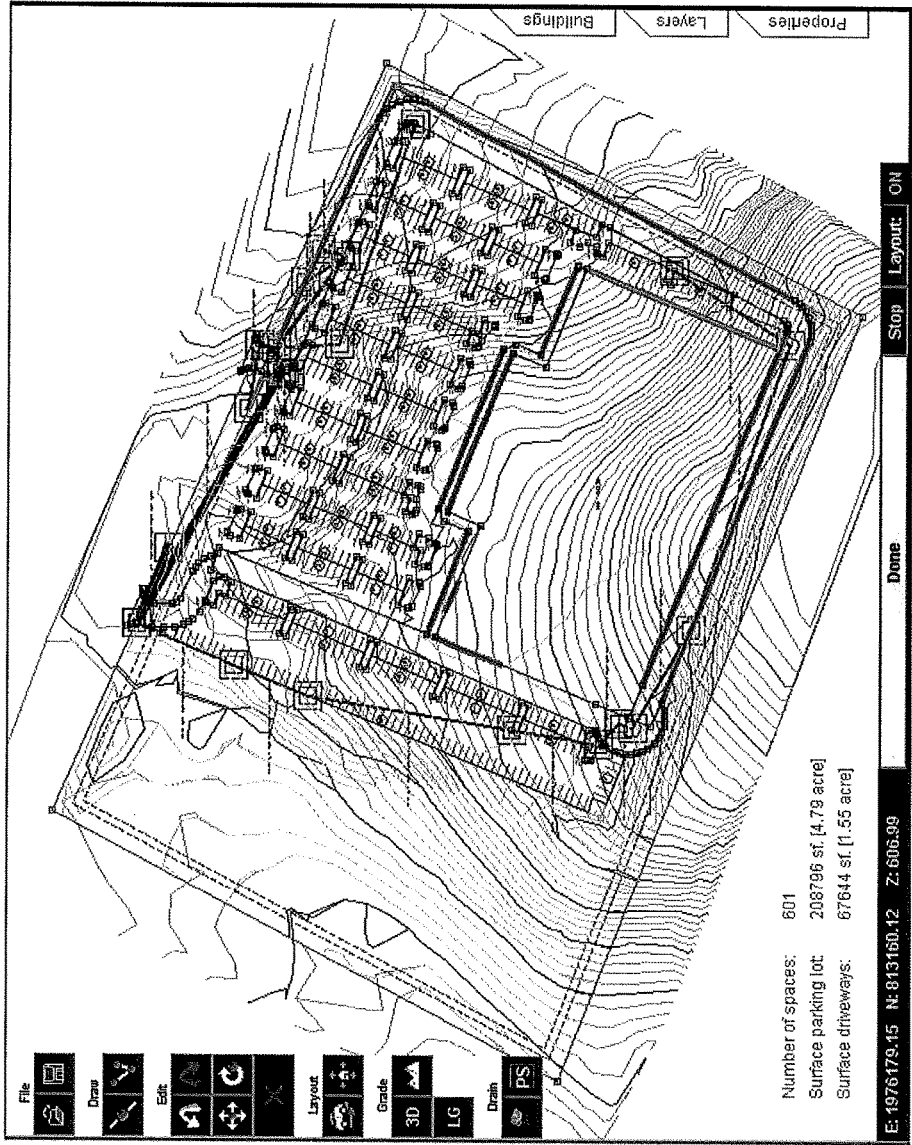 File
Draw
Edit
Layout
Grade
3D
LG
Drain
PS
Properties
Layers
Buildings
Number of spaces: 601
Surface parking lot: 208796 sf. [4.79 acre]
Surface driveways: 67644 sf. [1.55 acre]
E: 1976179.15 N: 813160.12 Z: 606.99
Done
Stop
Layout: ON